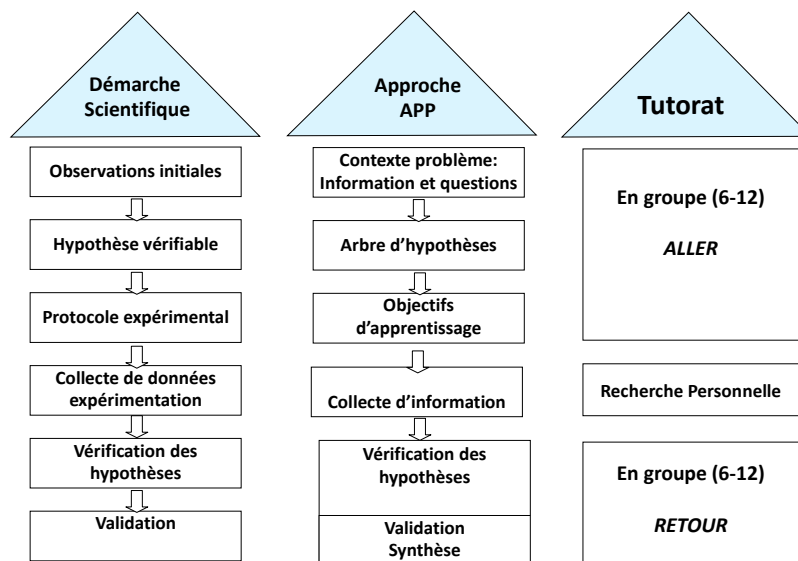 Démarche
Scientifique
Observations initiales
Hypothèse vérifiable
Protocole expérimental
Collecte de données
expérimentation
Vérification des
hypothèses
Validation
Approche
APP
Contexte problème:
Information et questions
Arbre d’hypothèses
Objectifs
d’apprentissage
Collecte d’information
Vérification des
hypothèses
Validation
Synthèse
Tutorat
En groupe (6-12)
ALLER
Recherche Personnelle
En groupe (6-12)
RETOUR